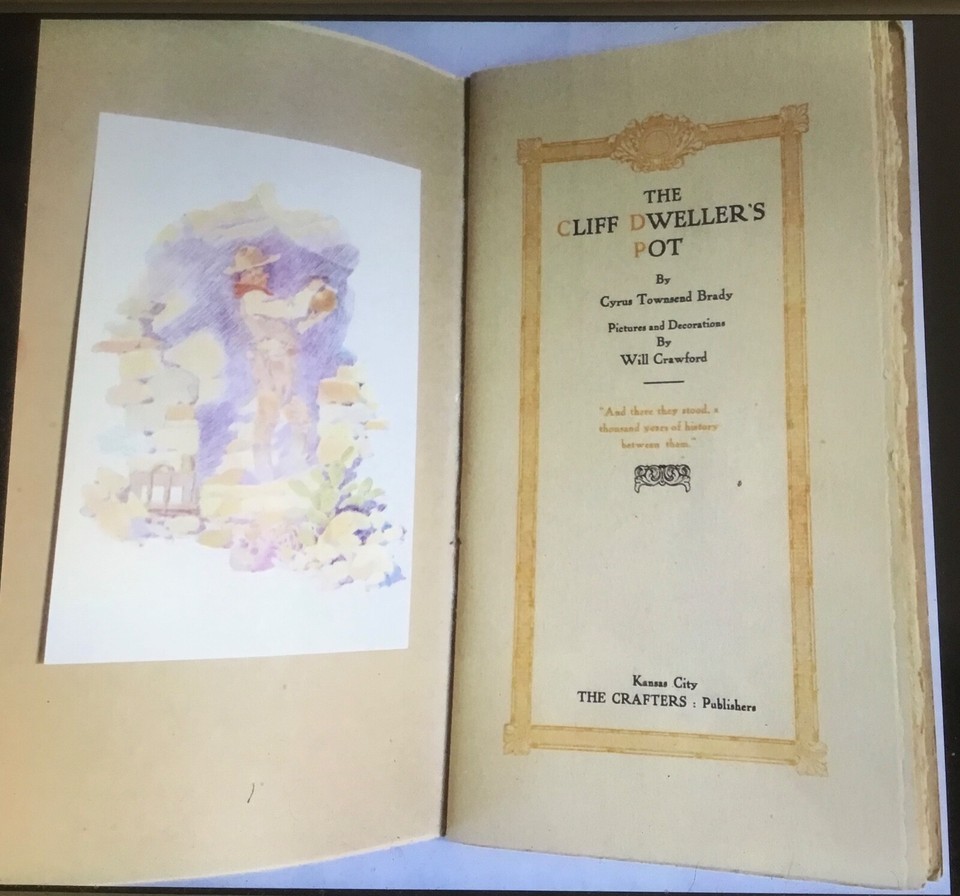 THE
CLIFF DWELLER'S
POT
By
Cyrus Townsend Brady
Pictures and Decorations
By
Will Crawford
"And there they stood, a
thousand years of history
between them."
Kansas City
THE CRAFTERS : Publishers